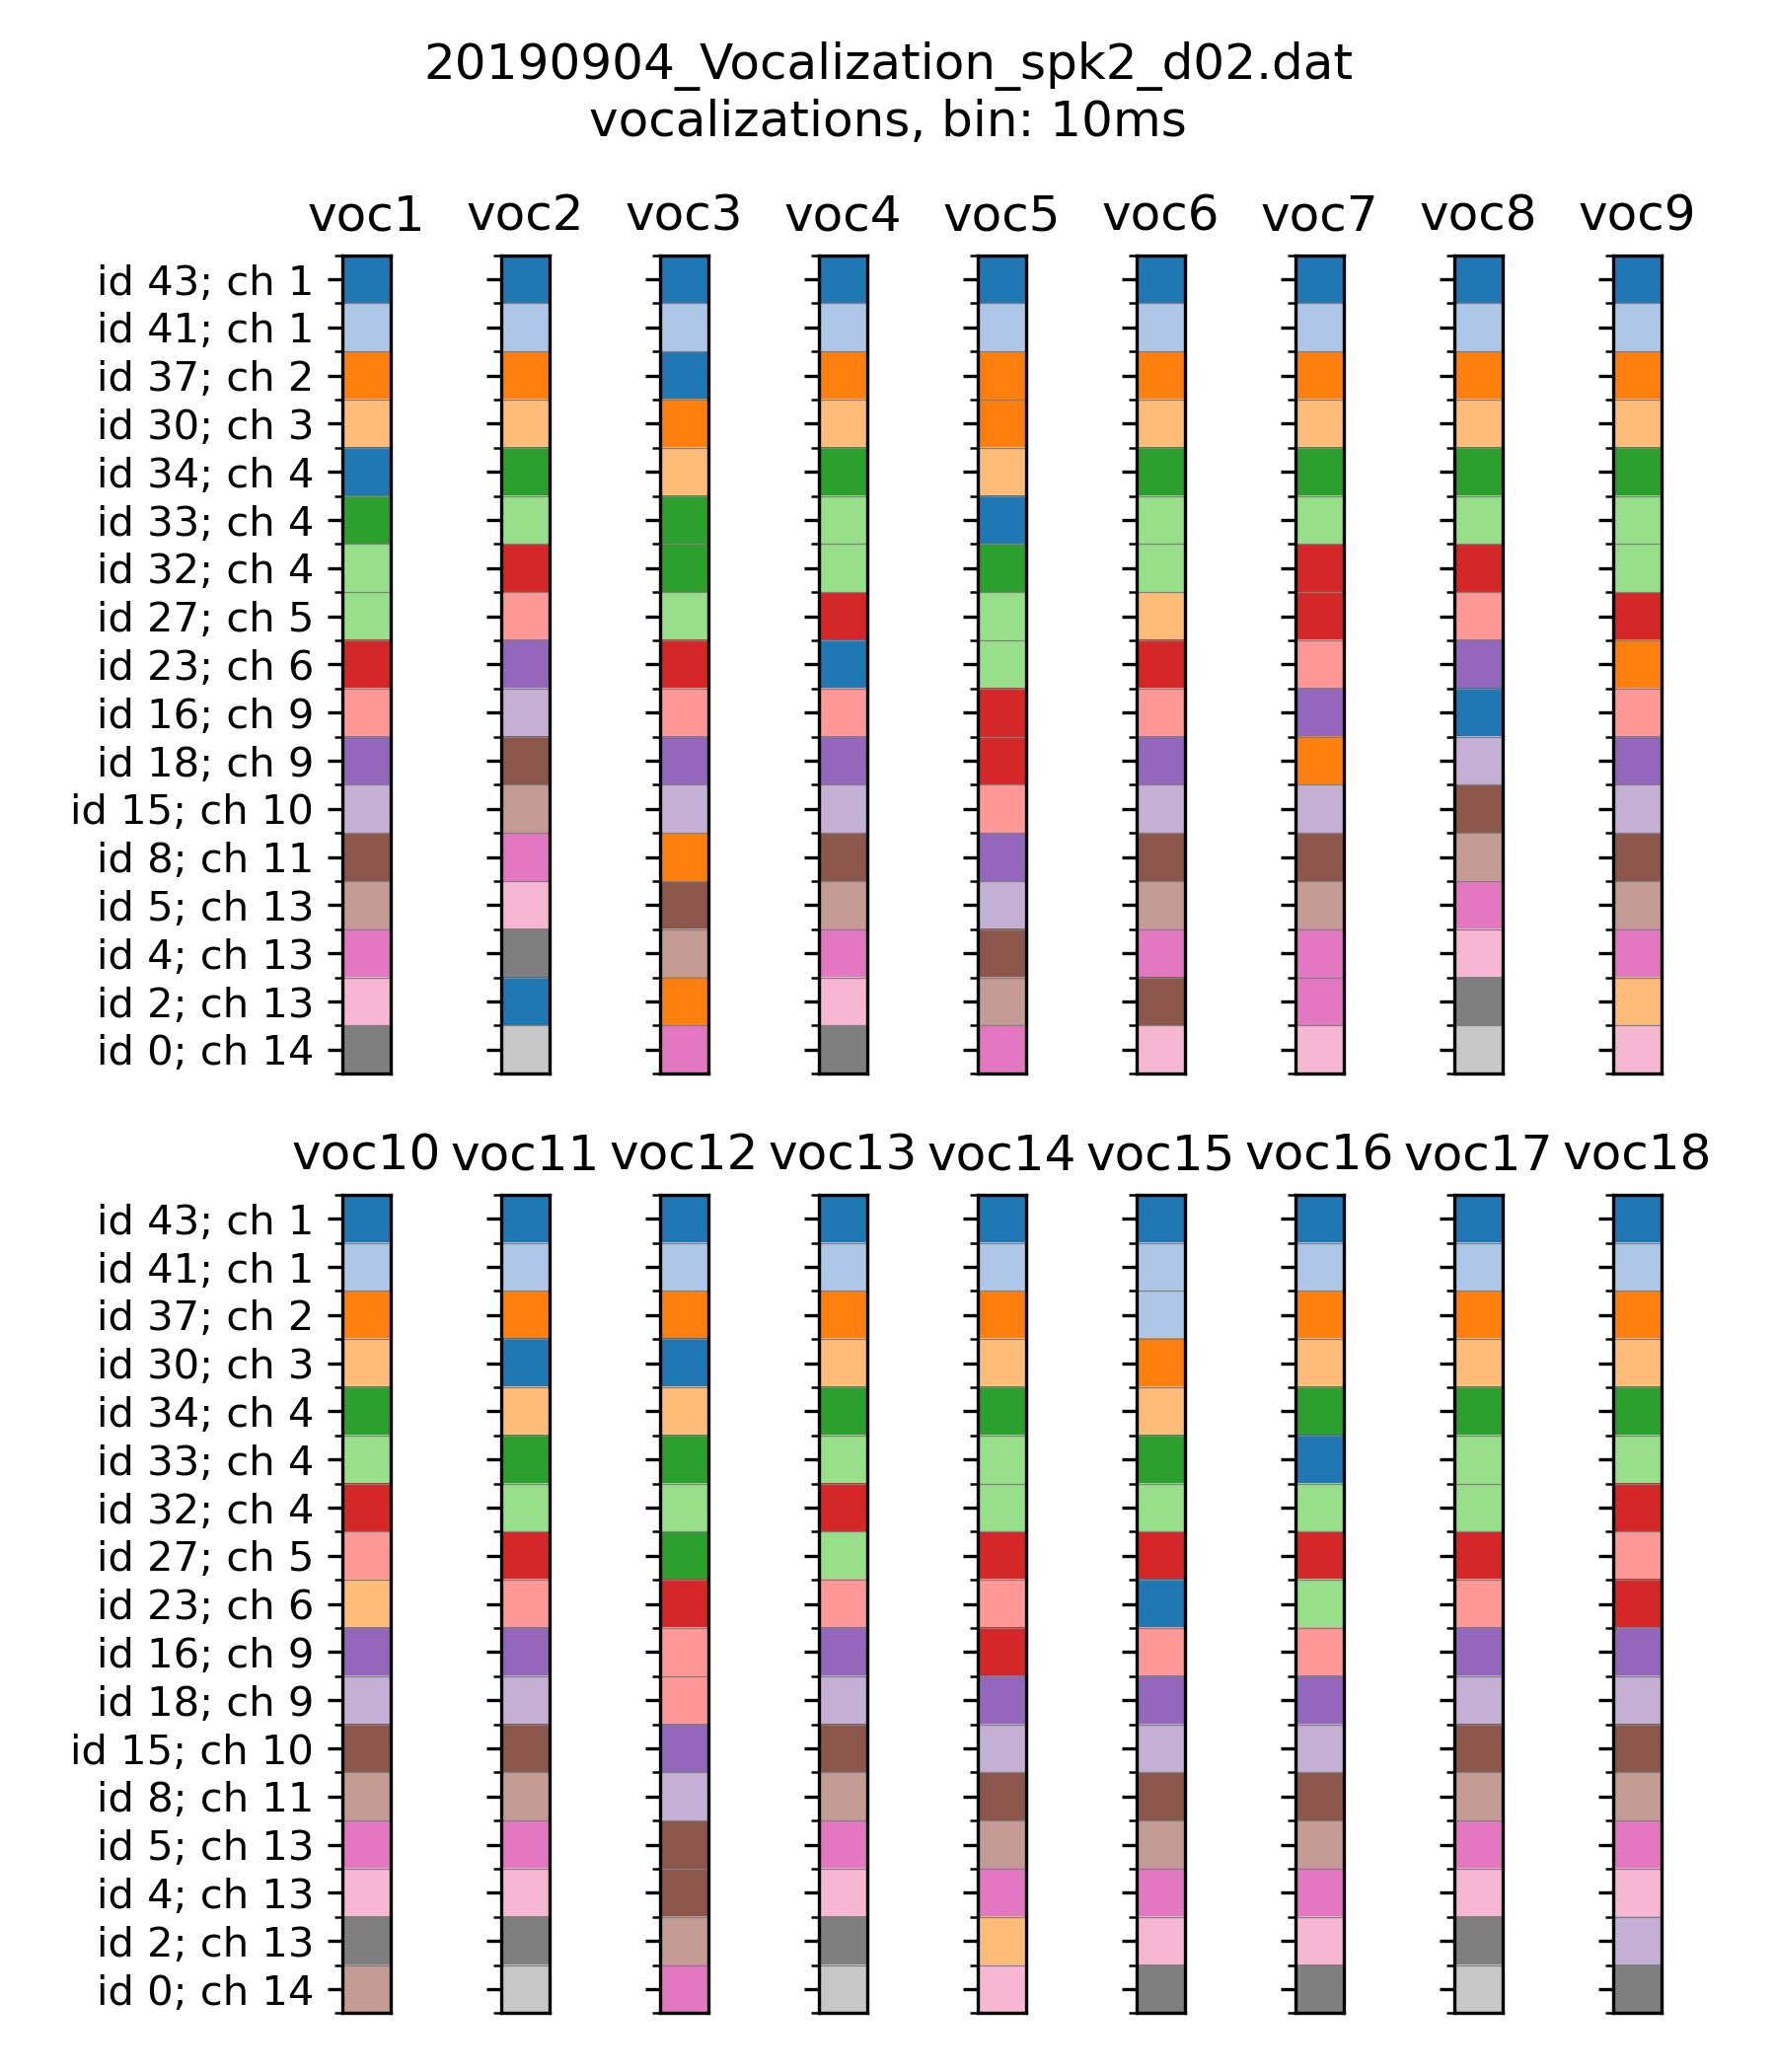 20190904_Vocalization_spk2_d02.dat
vocalizations, bin: 10ms
voc1 voc2 voc3 voc4 voc5 voc6 voc7 voc8 voc9
id 43; ch 1
id 41; ch 1
id 37; ch 2
id 30; ch 3
id 34; ch 4
id 33; ch 4
id 32; ch 4
id 27; ch 5
id 23; ch 6
id 16; ch 9
id 18; ch 9
id 15; ch 10
id 8; ch 11
id 5; ch 13
id 4; ch 13
id 2; ch 13
id 0; ch 14
voc10 voc11 voc12 voc13 voc14 voc15 voc16 voc17 voc18
id 43; ch 1
id 41; ch 1
id 37; ch 2
id 30; ch 3
id 34; ch 4
id 33; ch 4
id 32; ch 4
id 27; ch 5
id 23; ch 6
id 16; ch 9
id 18; ch 9
id 15; ch 10
id 8; ch 11
id 5; ch 13
id 4; ch 13
id 2; ch 13
id 0; ch 14